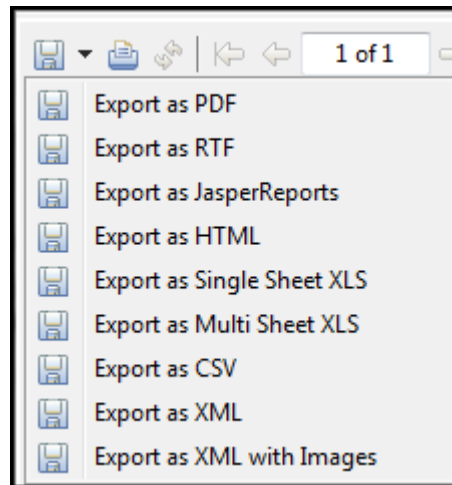 1 of 1
Export as PDF
Export as RTF
Export as JasperReports
Export as HTML
Export as Single Sheet XLS
Export as Multi Sheet XLS
Export as CSV
Export as XML
Export as XML with Images